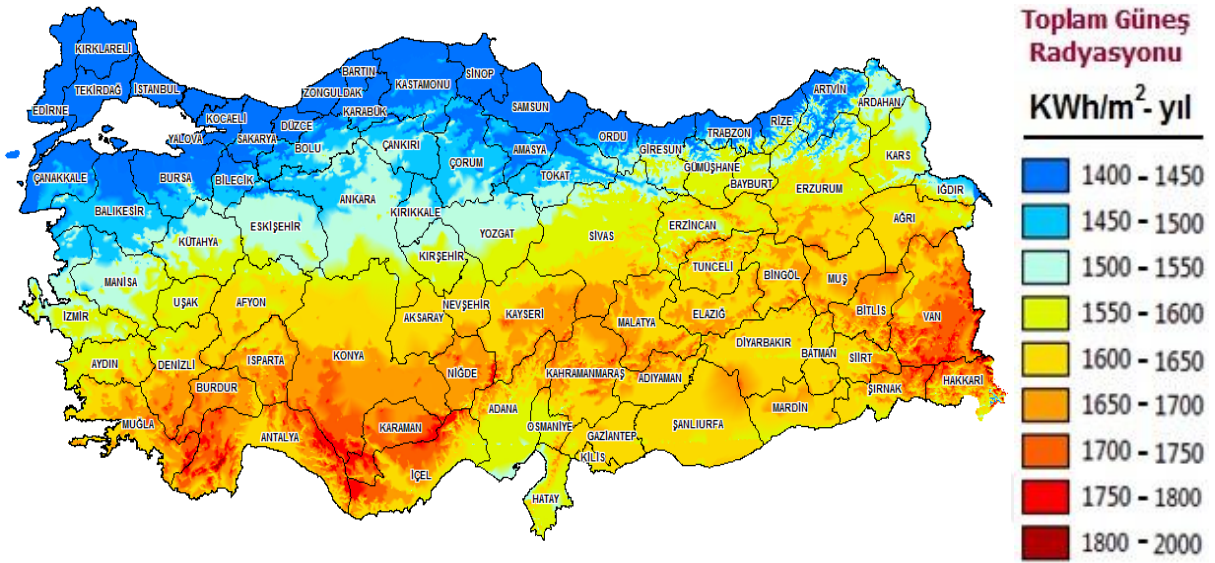 Toplam Güneş
Radyasyonu
KWh/m²- yıl
1400 - 1450
1450 - 1500
1500 - 1550
1550 - 1600
1600 - 1650
1650 - 1700
1700 - 1750
1750 - 1800
1800 - 2000
KIRKLARELİ
TEKİRDAĞ
İSTANBUL
EDİRNE
KOCAELİ
YALOVA
SAKARYA
DÜZCE
BOLU
ZONGULDAK
BARTIN
KARABÜK
KASTAMONU
SİNOP
SAMSUN
ÇANKIRI
ÇORUM
AMASYA
TOKAT
ORDU
GİRESUN
TRABZON
RİZE
ARTVİN
ARDAHAN
GÜMÜŞHANE
BAYBURT
ERZURUM
KARS
IĞDIR
AĞRI
ÇANAKKALE
BURSA
BİLECİK
BALIKESİR
KÜTAHYA
ESKİŞEHİR
ANKARA
KIRIKKALE
YOZGAT
KIRŞEHİR
SİVAS
ERZİNCAN
TUNCELİ
BİNGÖL
MUŞ
BİTLİS
VAN
MANİSA
İZMİR
UŞAK
AFYON
AKSARAY
NEVŞEHİR
KAYSERİ
MALATYA
ELAZIĞ
DİYARBAKIR
BATMAN
SİİRT
ŞIRNAK
HAKKARİ
AYDIN
DENİZLİ
ISPARTA
BURDUR
KONYA
NİĞDE
KAHRAMANMARAŞ
ADIYAMAN
MARDİN
ŞANLIURFA
MUĞLA
ANTALYA
KARAMAN
İÇEL
ADANA
OSMANİYE
GAZİANTEP
KİLİS
HATAY